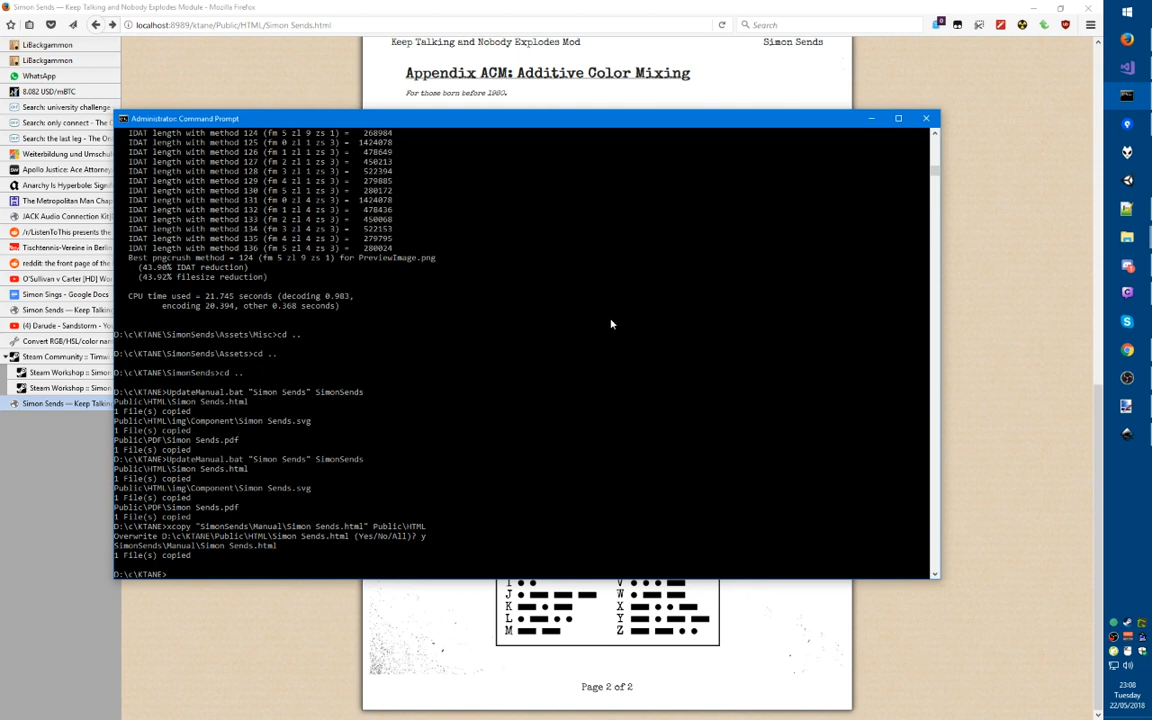 Simon Sends — Keep Talking and Nobody Explodes Module - Mozilla Firefox
localhost:8989/ktane/Public/HTML/Simon Sends.html
Search
LiBackgammon
LiBackgammon
WhatsApp
8.082 USD/mBTC
Search: university challenge
Search: only connect - The On
Search: the last leg - The One
Weiterbildung und Umschulu
Apollo Justice: Ace Attorney
Anarchy Is Hyperbole: Signifi
The Metropolitan Man Chap
JACK Audio Connection Kit|
/r/ListenToThis presents the
Tischtennis-Vereine in Berlin
reddit: the front page of the
O'Sullivan v Carter [HD] - You
Simon Sings - Google Docs
Simon Sends — Keep Talking
(4) Darude - Sandstorm - You
Convert RGB/HSL/color nam
Steam Community :: Timwi
Steam Workshop :: Simon
Steam Workshop :: Simon
Simon Sends — Keep Talking
Keep Talking and Nobody Explodes Mod
Simon Sends
Appendix ACM: Additive Color Mixing
For those born before 1980.
Administrator: Command Prompt
IDAT length with method 124 (fm 5 zl 9 zs 1) =   268984
IDAT length with method 125 (fm 0 zl 1 zs 3) =  1424078
IDAT length with method 126 (fm 1 zl 1 zs 3) =   478649
IDAT length with method 127 (fm 2 zl 1 zs 3) =   450213
IDAT length with method 128 (fm 3 zl 1 zs 3) =   522394
IDAT length with method 129 (fm 4 zl 1 zs 3) =   279885
IDAT length with method 130 (fm 5 zl 1 zs 3) =   280172
IDAT length with method 131 (fm 0 zl 4 zs 3) =  1424078
IDAT length with method 132 (fm 1 zl 4 zs 3) =   478436
IDAT length with method 133 (fm 2 zl 4 zs 3) =   450068
IDAT length with method 134 (fm 3 zl 4 zs 3) =   522153
IDAT length with method 135 (fm 4 zl 4 zs 3) =   279795
IDAT length with method 136 (fm 5 zl 4 zs 3) =   280024
Best pngcrush method = 124 (fm 5 zl 9 zs 1) for PreviewImage.png
(43.90% IDAT reduction)
(43.92% filesize reduction)
CPU time used = 21.745 seconds (decoding 0.983,
encoding 20.394, other 0.368 seconds)
D:\c\KTANE\SimonSends\Assets\Misc>cd ..
D:\c\KTANE\SimonSends\Assets>cd ..
D:\c\KTANE\SimonSends>cd ..
D:\c\KTANE>UpdateManual.bat "Simon Sends" SimonSends
Public\HTML\Simon Sends.html
1 File(s) copied
Public\HTML\img\Component\Simon Sends.svg
1 File(s) copied
Public\PDF\Simon Sends.pdf
1 File(s) copied
D:\c\KTANE>UpdateManual.bat "Simon Sends" SimonSends
Public\HTML\Simon Sends.html
1 File(s) copied
Public\HTML\img\Component\Simon Sends.svg
1 File(s) copied
Public\PDF\Simon Sends.pdf
1 File(s) copied
D:\c\KTANE>xcopy "SimonSends\Manual\Simon Sends.html" Public\HTML
Overwrite D:\c\KTANE\Public\HTML\Simon Sends.html (Yes/No/All)? y
SimonSends\Manual\Simon Sends.html
1 File(s) copied
D:\c\KTANE>
I V
J W
K X
L Y
M Z
Page 2 of 2
23:08
Tuesday
22/05/2018